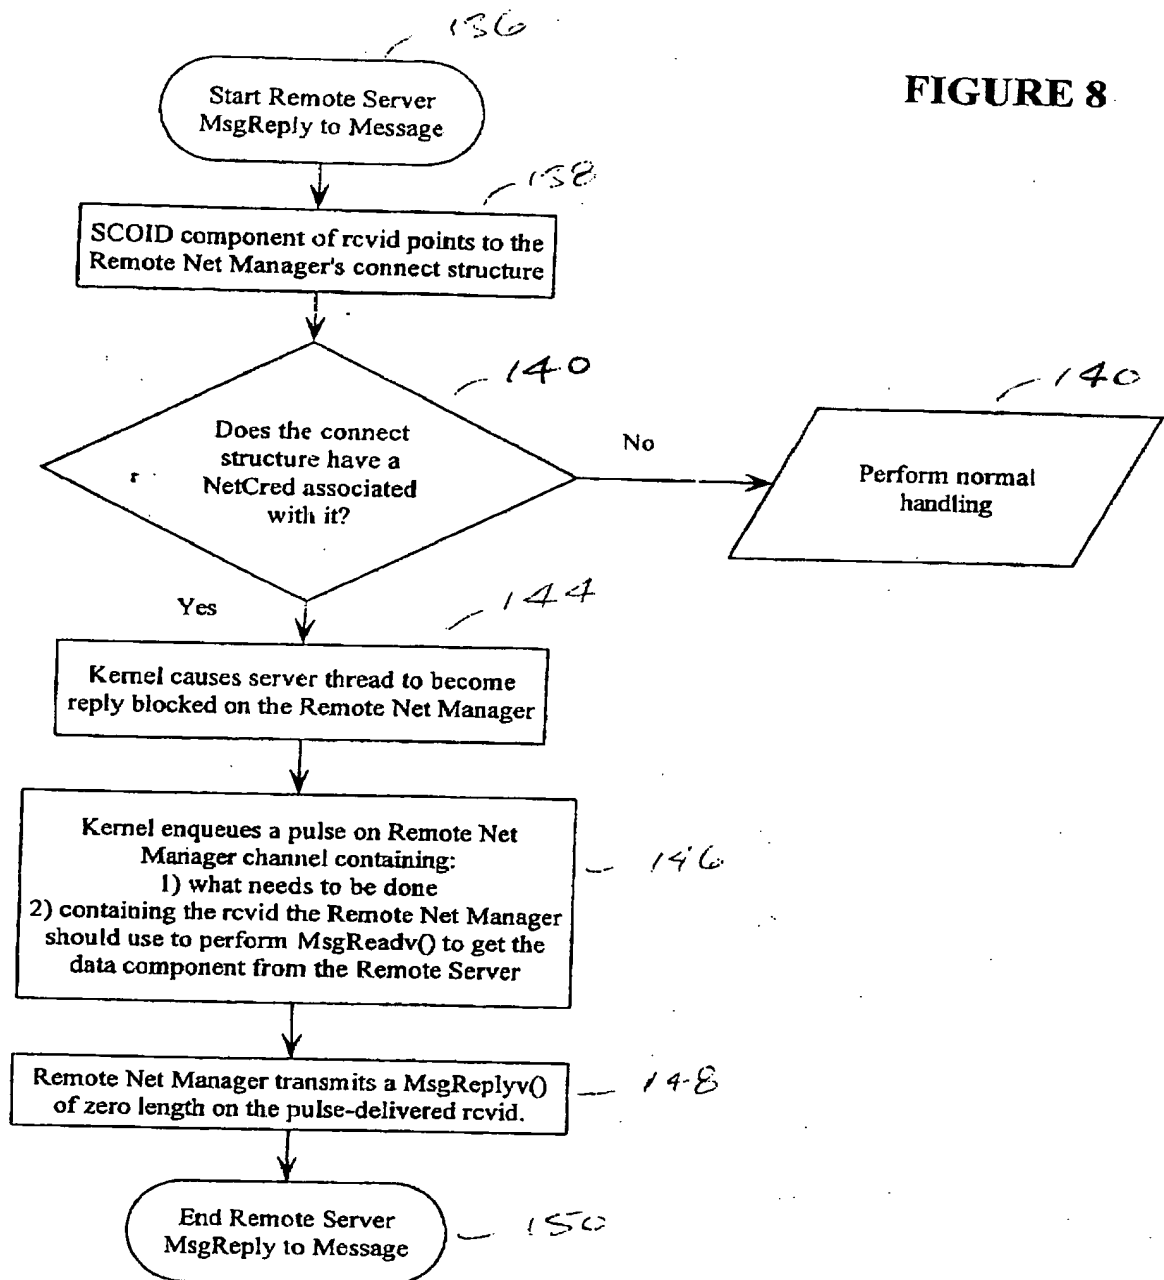 136
FIGURE 8
Start Remote Server
MsgReply to Message
138
SCOID component of rcvid points to the
Remote Net Manager's connect structure
140
140
Does the connect
structure have a
NetCred associated
with it?
No
Perform normal
handling
Yes
144
Kernel causes server thread to become
reply blocked on the Remote Net Manager
Kernel enqueues a pulse on Remote Net
Manager channel containing:
1) what needs to be done
2) containing the rcvid the Remote Net Manager
should use to perform MsgReadv() to get the
data component from the Remote Server
146
Remote Net Manager transmits a MsgReplyv()
of zero length on the pulse-delivered rcvid.
148
End Remote Server
MsgReply to Message
150